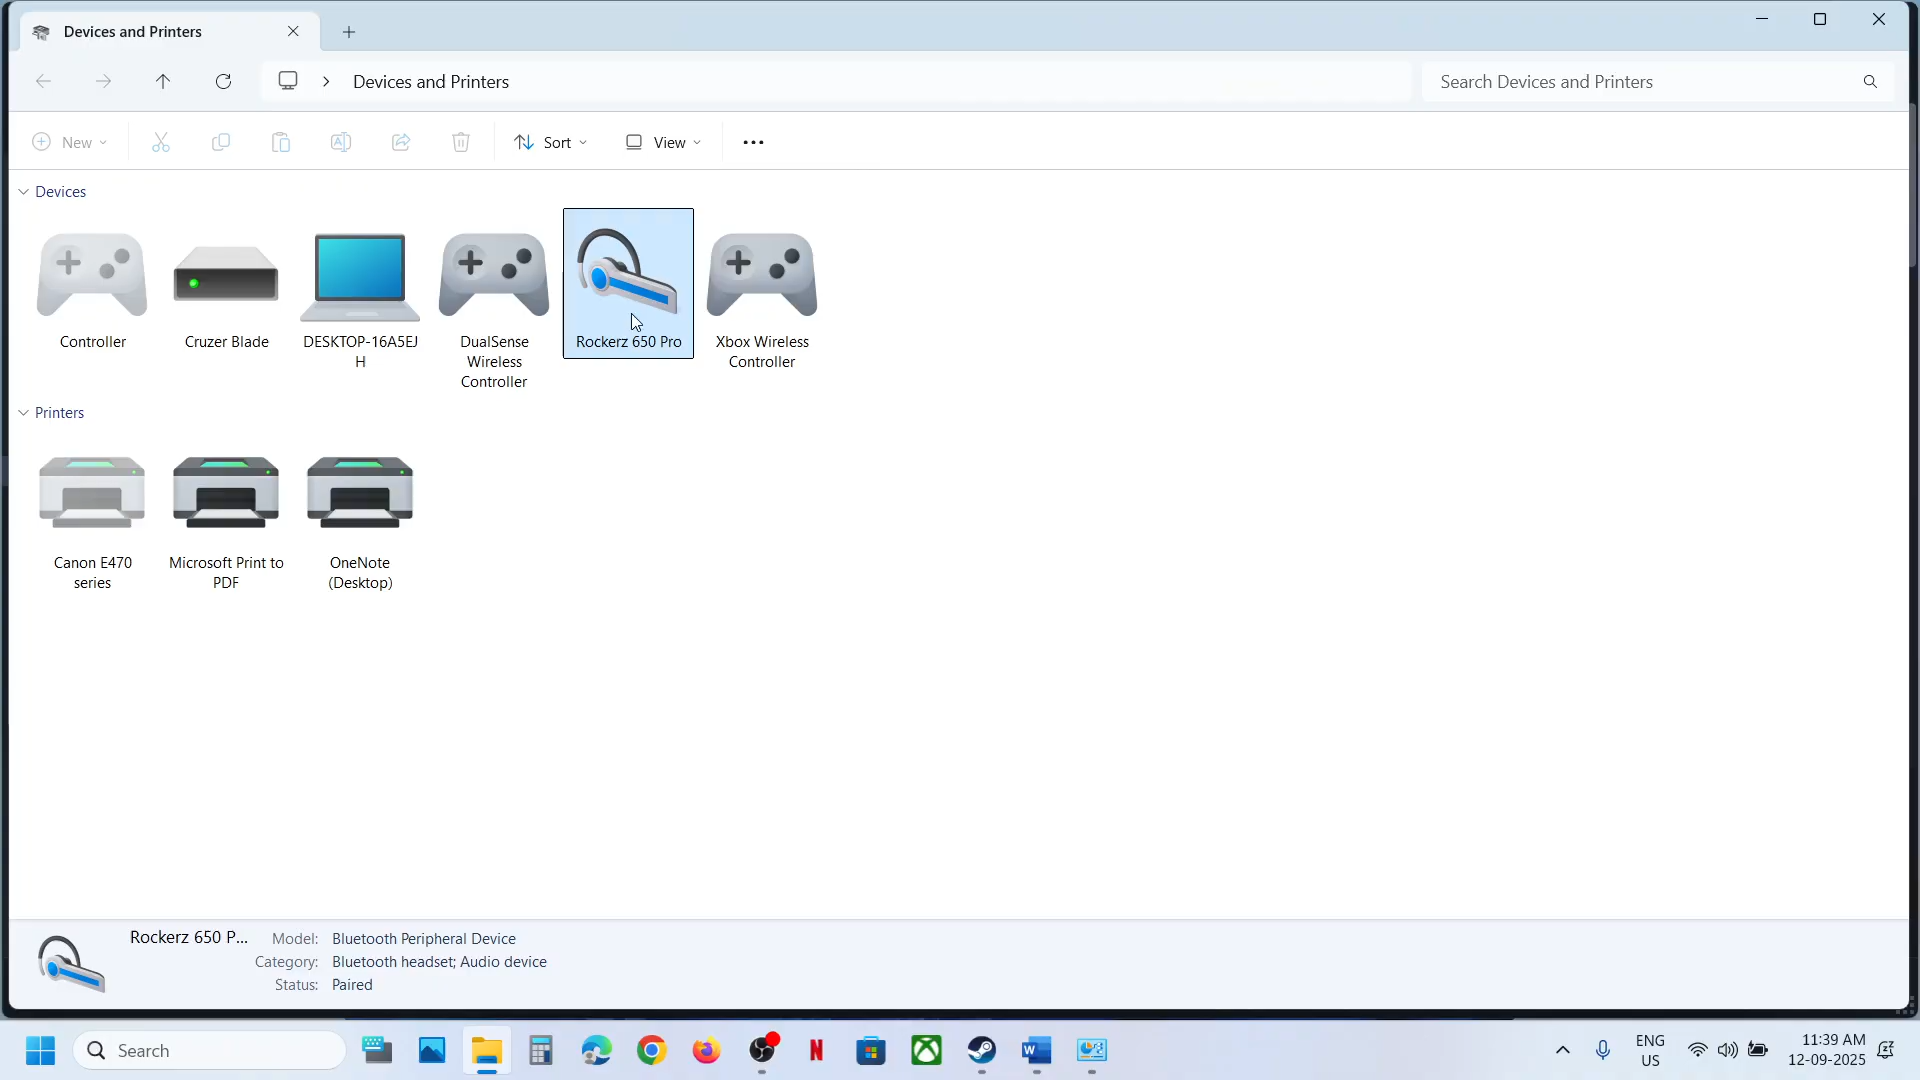 Devices and Printers
Devices and Printers
Search Devices and Printers
New
Sort
View
Devices
Controller
Cruzer Blade
DESKTOP-16A5EJ
H
DualSense
Wireless
Controller
Rockerz 650 Pro
Xbox Wireless
Controller
Printers
Canon E470
series
Microsoft Print to
PDF
OneNote
(Desktop)
Rockerz 650 P...
Model: Bluetooth Peripheral Device
Category: Bluetooth headset; Audio device
Status: Paired
Search
ENG
US
11:39 AM
12-09-2025